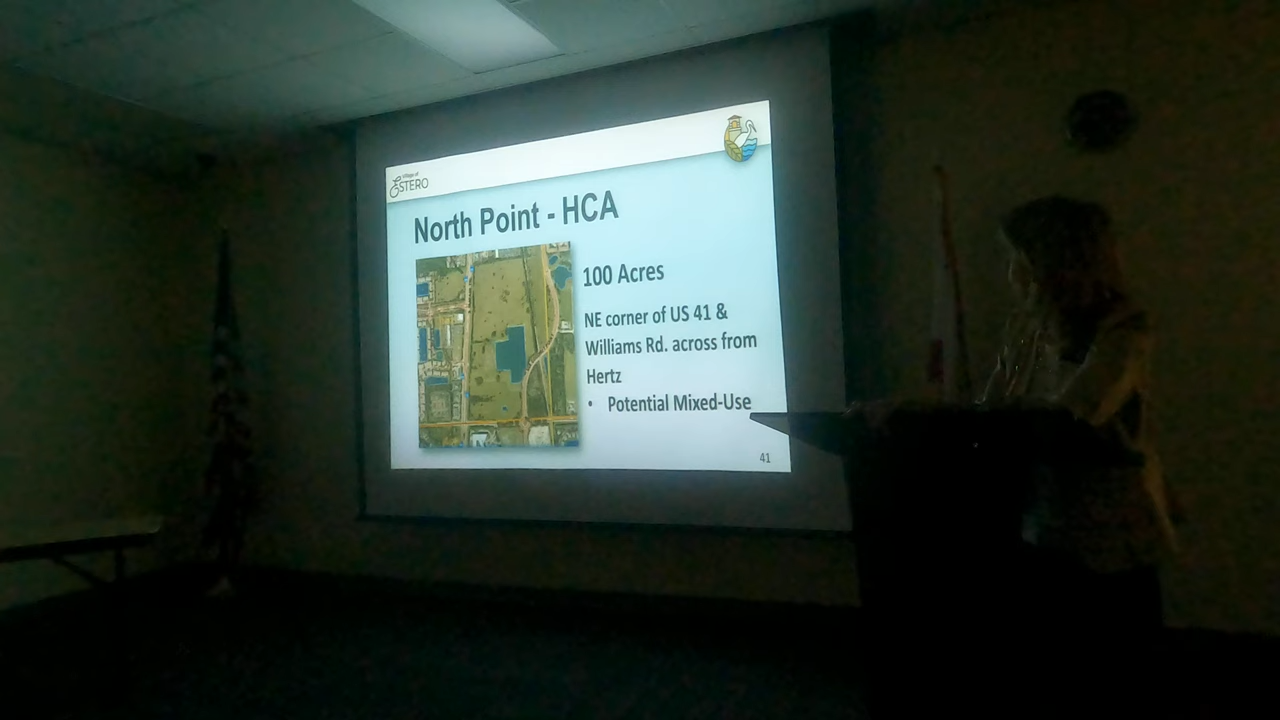 Village of
ESTERO
North Point - HCA
100 Acres
NE corner of US 41 &
Williams Rd. across from
Hertz
• Potential Mixed-Use
41